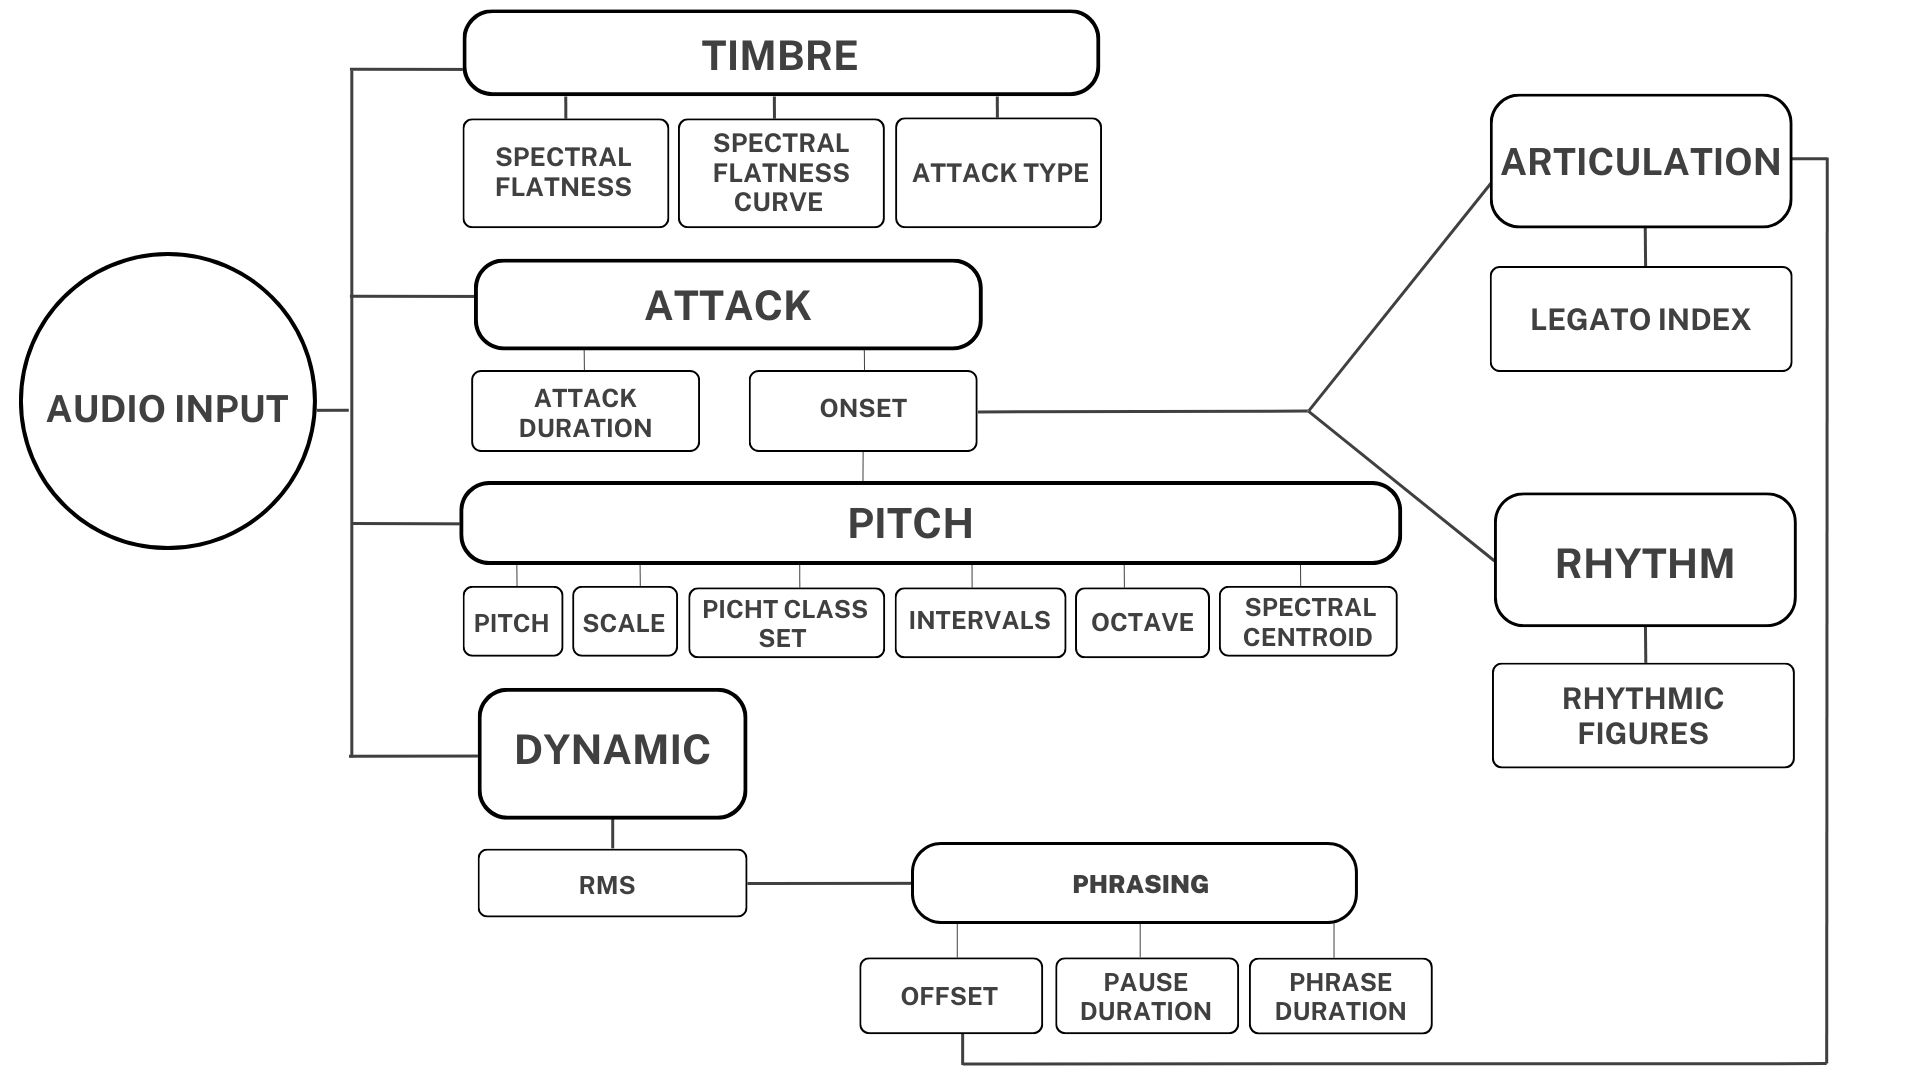 TIMBRE
SPECTRAL
FLATNESS
SPECTRAL
FLATNESS
CURVE
ATTACK TYPE
ARTICULATION
LEGATO INDEX
ATTACK
AUDIO INPUT
ATTACK
DURATION
ONSET
PITCH
RHYTHM
PITCH
SCALE
PICHT CLASS
SET
INTERVALS
OCTAVE
SPECTRAL
CENTROID
RHYTHMIC
FIGURES
DYNAMIC
RMS
PHRASING
OFFSET
PAUSE
DURATION
PHRASE
DURATION